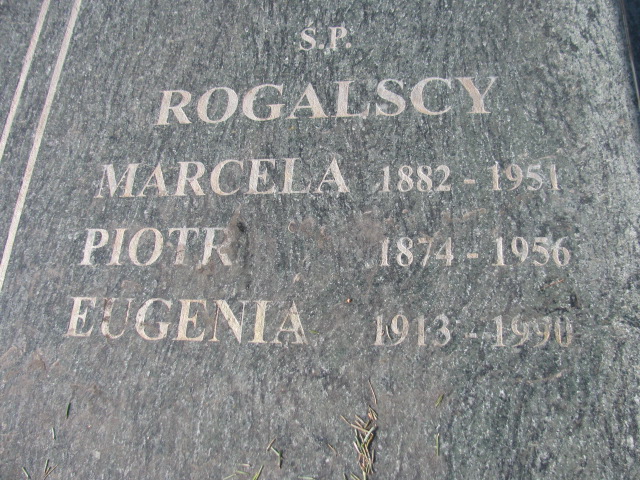 Ś.P.
ROGALSCY
MARCELA 1882 - 1951
PIOTR 1874 - 1956
EUGENIA 1913 - 1990